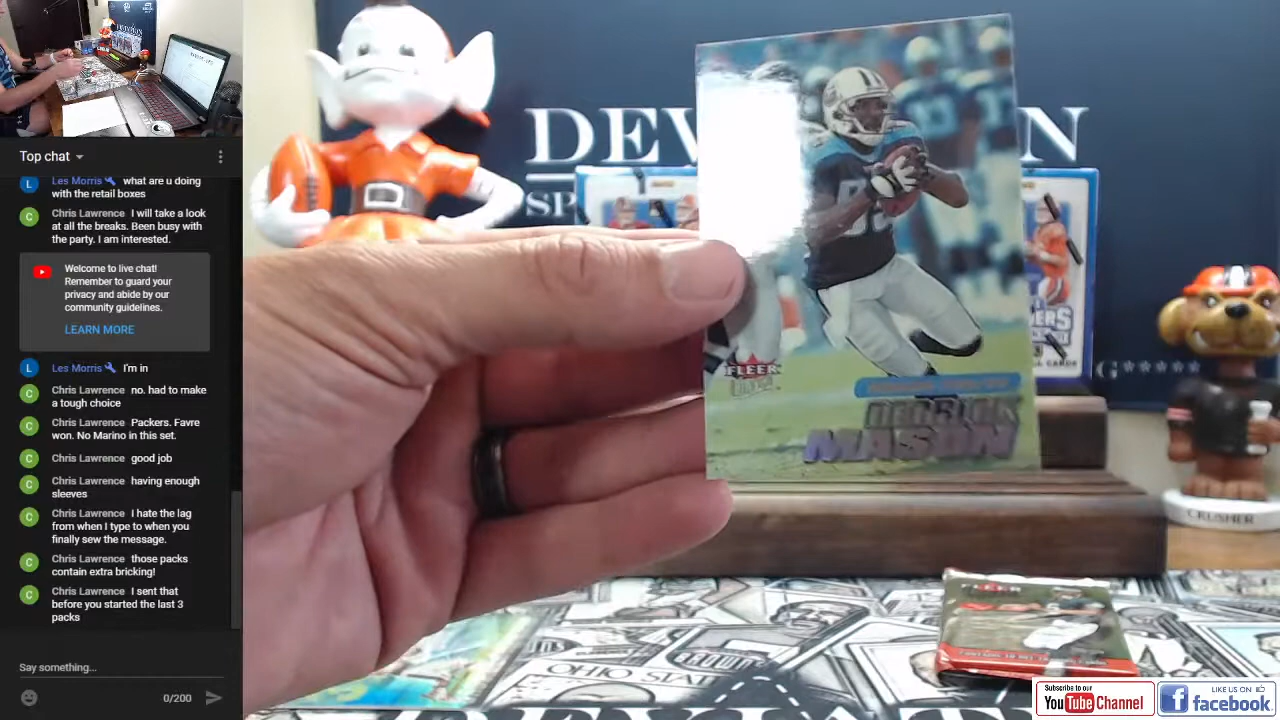 Top chat
Les Morris what are u doing
with the retail boxes
Chris Lawrence I will take a look
at all the breaks. Been busy with
the party. I am interested.
Welcome to live chat!
Remember to guard your
privacy and abide by our
community guidelines.
LEARN MORE
Les Morris I'm in
Chris Lawrence no. had to make
a tough choice
Chris Lawrence Packers. Favre
won. No Marino in this set.
Chris Lawrence good job
Chris Lawrence having enough
sleeves
Chris Lawrence I hate the lag
from when I type to when you
finally sew the message.
Chris Lawrence those packs
contain extra bricking!
Chris Lawrence I sent that
before you started the last 3
packs
Say something...
0/200
DEV
N
SP
G*****
FLEER
ULTRA
DERRICK
MASON
ERS
CRUSHER
FLEER
OHIO STATE
BROWNS
Subscribe to our
YouTube Channel
LIKE US ON
facebook